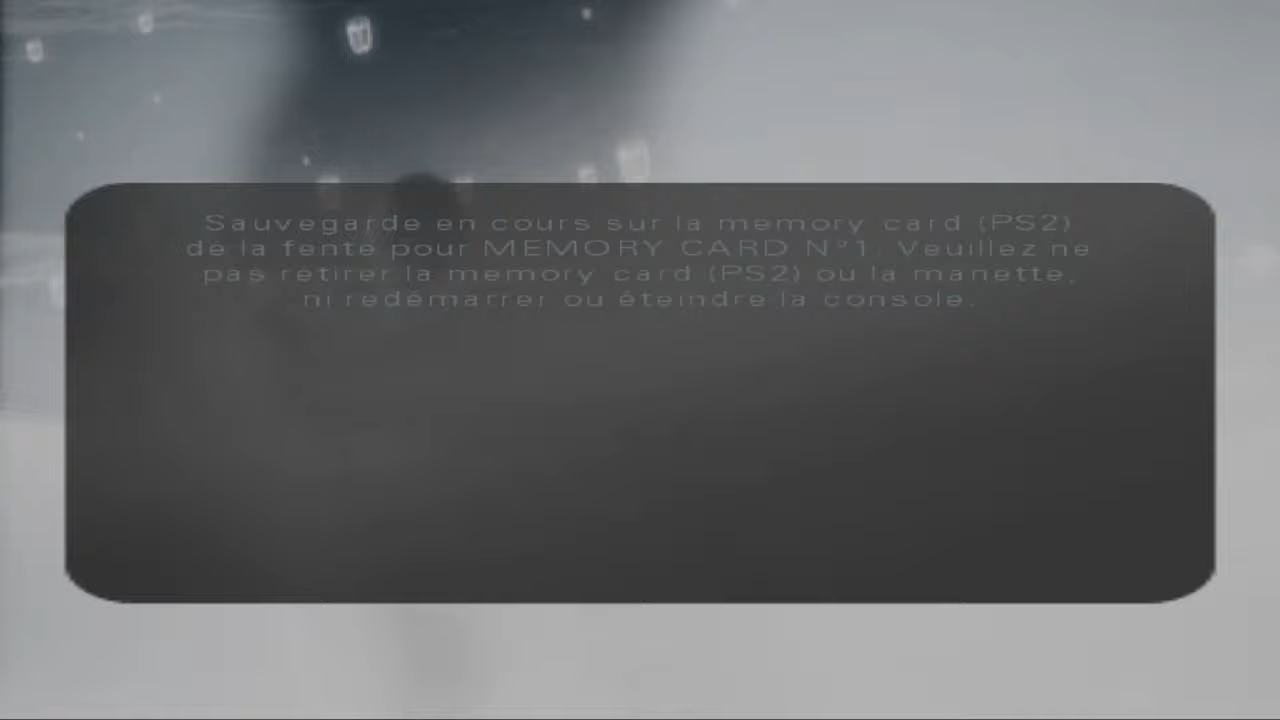 Sauvegarde en cours sur la memory card (PS2)
de la fente pour MEMORY CARD N°1. Veuillez ne
pas retirer la memory card (PS2) ou la manette,
ni redémarrer ou éteindre la console.